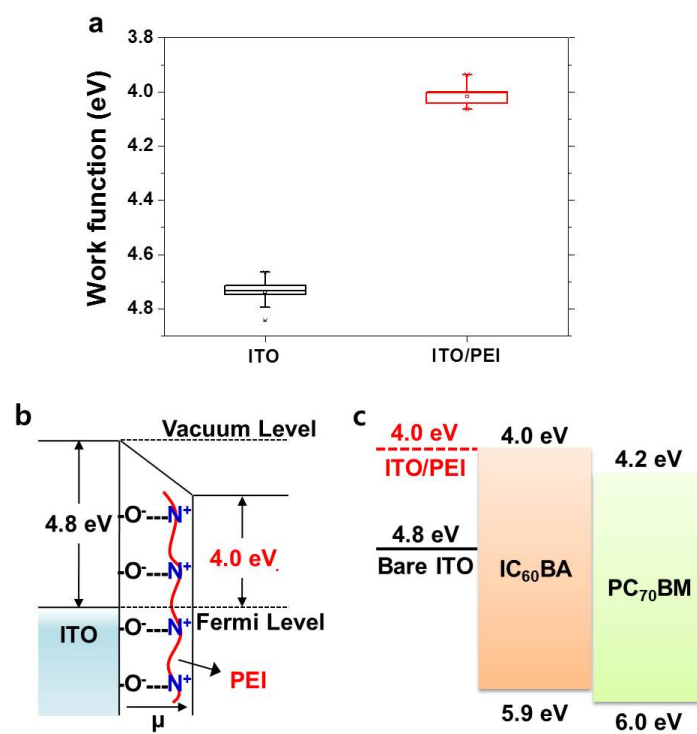 a
Work function (eV)
3.8
4.0
4.2
4.4
4.6
4.8
ITO
ITO/PEI
b
Vacuum Level
4.8 eV
-O⁻---N⁺
-O⁻---N⁺
4.0 eV
Fermi Level
ITO
-O⁻---N⁺
-O⁻---N⁺
PEI
μ
c
4.0 eV
ITO/PEI
4.8 eV
Bare ITO
4.0 eV
IC₆₀BA
5.9 eV
4.2 eV
PC₇₀BM
6.0 eV